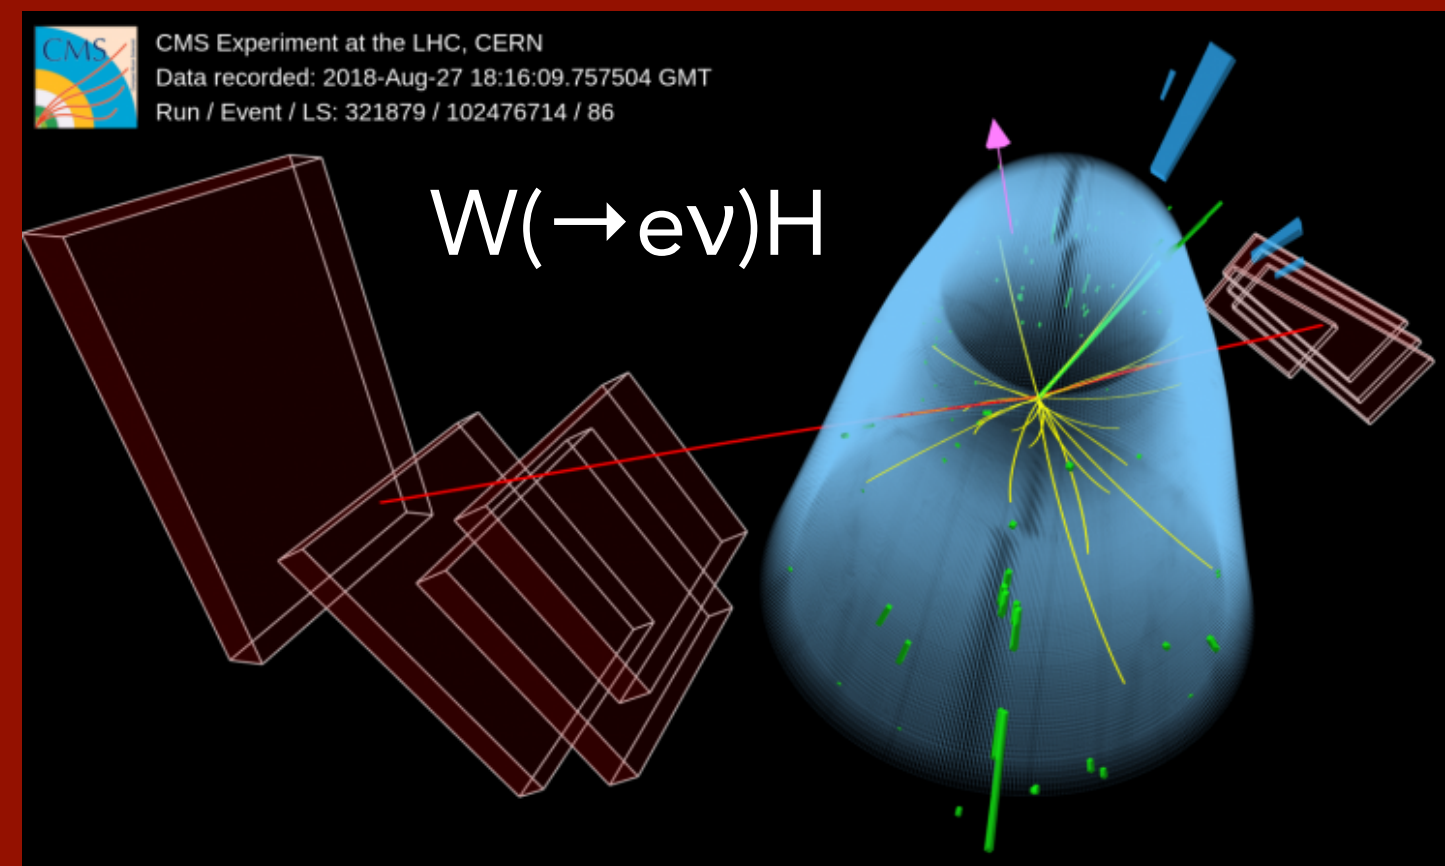 CMS
CMS Experiment at the LHC, CERN
Data recorded: 2018-Aug-27 18:16:09.757504 GMT
Run / Event / LS: 321879 / 102476714 / 86
W(→eν)H